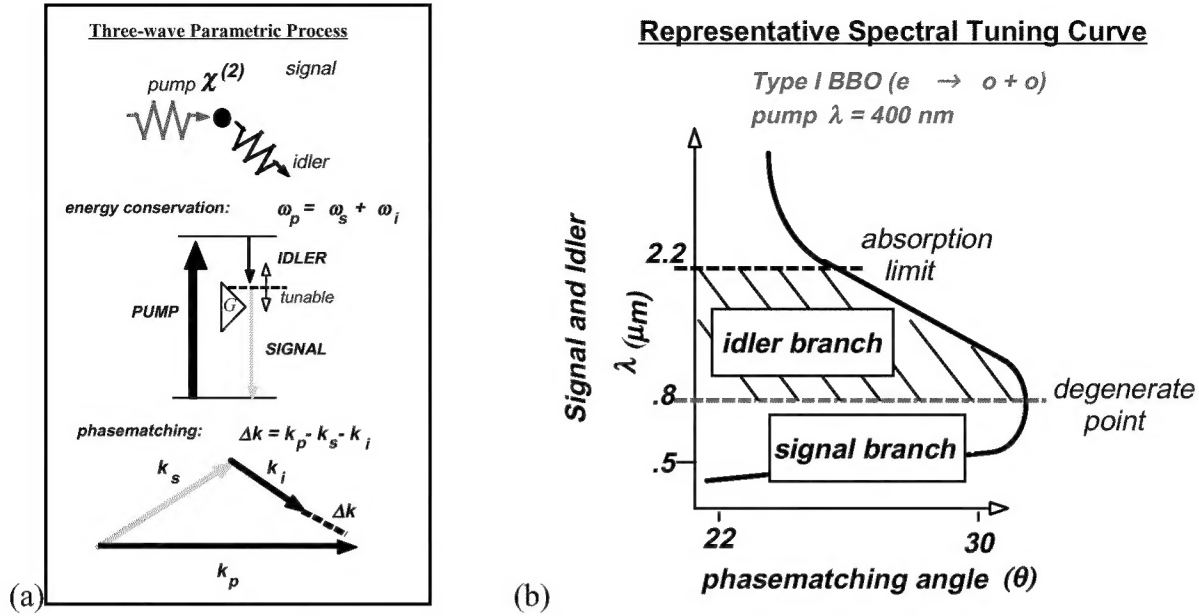 Three-wave Parametric Process
pump χ(2) signal
idler
energy conservation: ωp = ωs + ωi
IDLER
G
tunable
PUMP
SIGNAL
phasematching: Δk = kp - ks - ki
ks
ki
Δk
kp
(a)
Representative Spectral Tuning Curve
Type I BBO (e → o + o)
pump λ = 400 nm
Signal and Idler
λ (μm)
2.2
absorption
limit
idler branch
.8
degenerate
point
signal branch
.5
22
30
phasematching angle (θ)
(b)